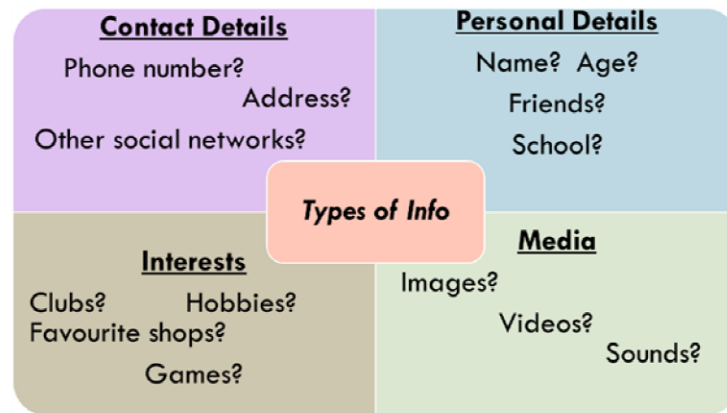 Contact Details
Phone number?
Address?
Other social networks?
Personal Details
Name? Age?
Friends?
School?
Types of Info
Interests
Clubs? Hobbies?
Favourite shops?
Games?
Media
Images?
Videos?
Sounds?